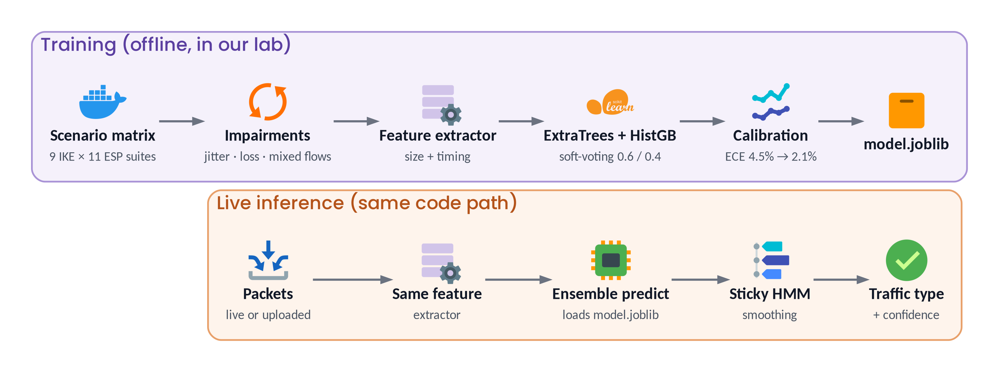 Training (offline, in our lab)
scikit
learn
Scenario matrix
9 IKE × 11 ESP suites
Impairments
jitter · loss · mixed flows
Feature extractor
size + timing
ExtraTrees + HistGB
soft-voting 0.6 / 0.4
Calibration
ECE 4.5% → 2.1%
model.joblib
Live inference (same code path)
Packets
live or uploaded
Same feature
extractor
Ensemble predict
loads model.joblib
Sticky HMM
smoothing
Traffic type
+ confidence